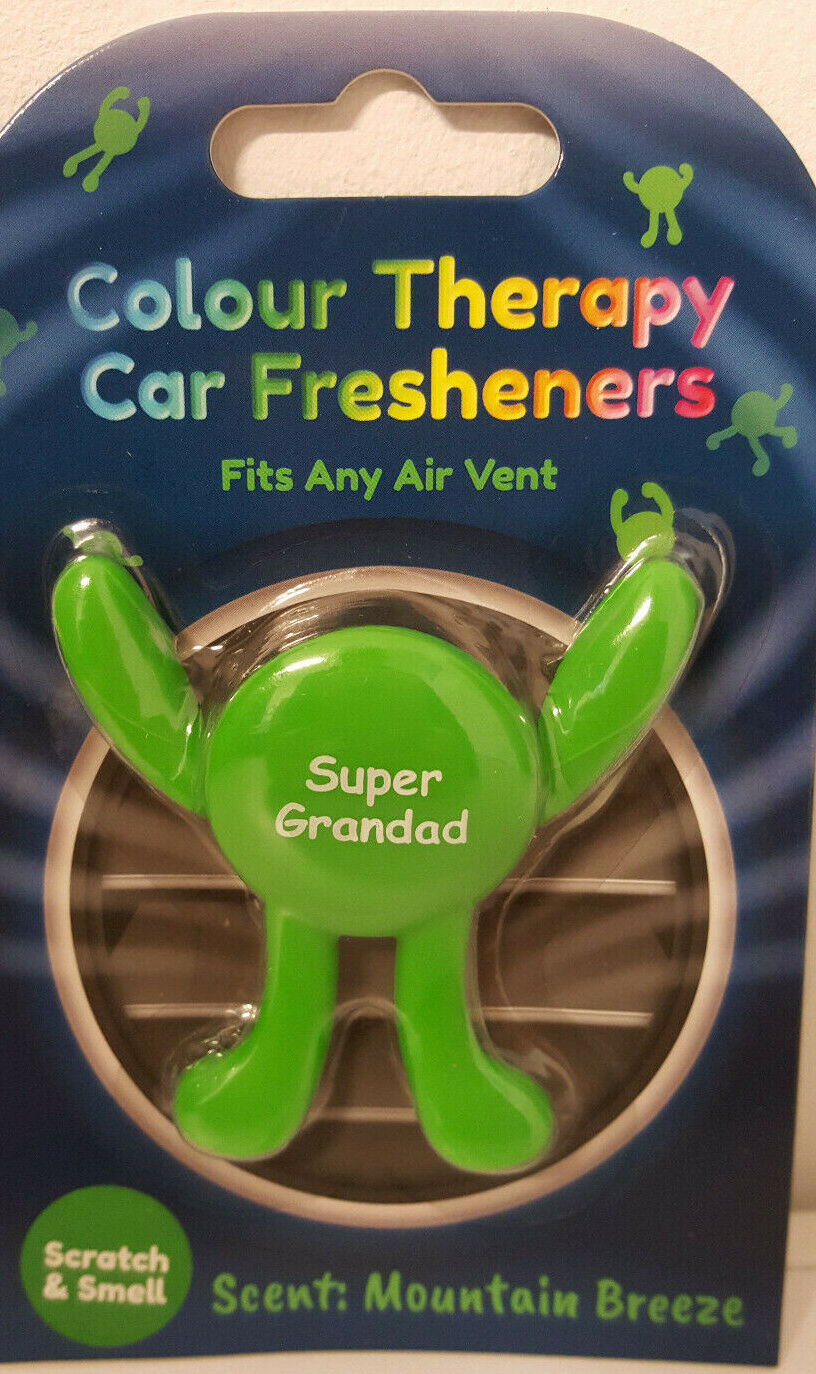 Colour Therapy
Car Fresheners
Fits Any Air Vent
Super
Grandad
Scratch
& Smell
Scent: Mountain Breeze